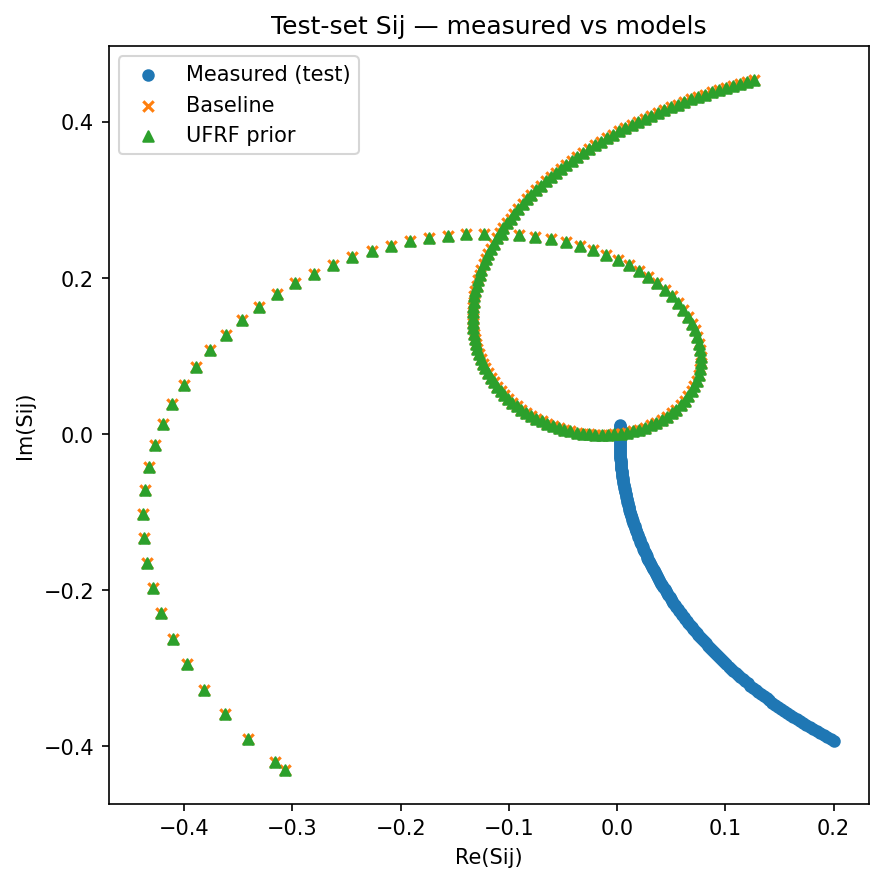 Test-set Sij — measured vs models
Measured (test)
Baseline
UFRF prior
0.4
0.2
0.0
−0.2
−0.4
Im(Sij)
−0.4 −0.3 −0.2 −0.1 0.0 0.1 0.2
Re(Sij)